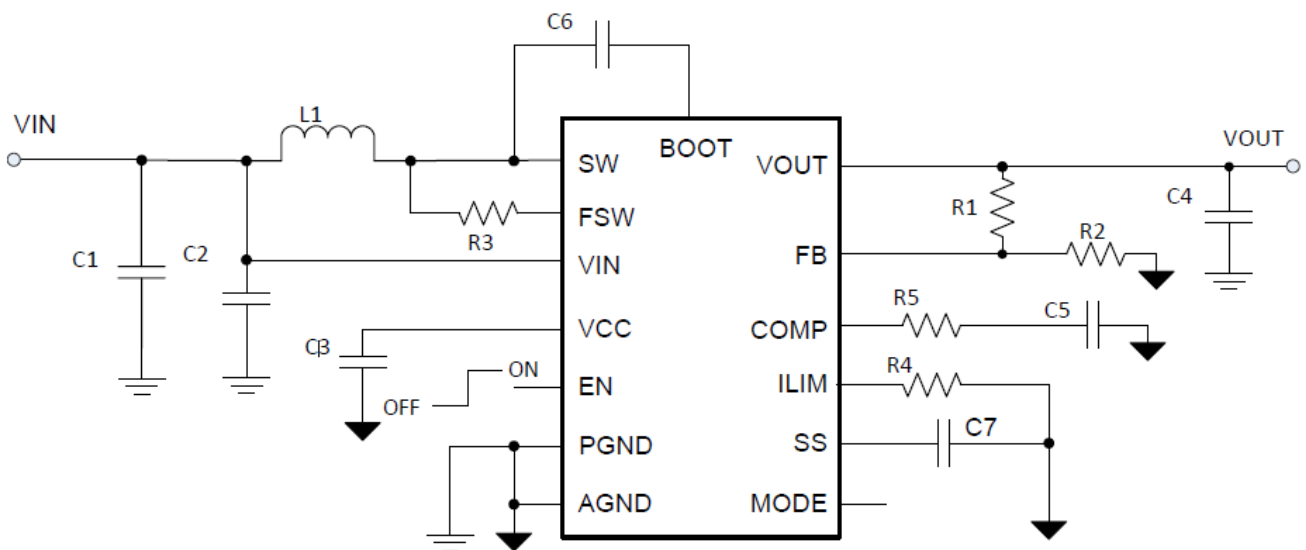 C6
VIN
L1
BOOT
SW
VOUT
VOUT
FSW
R1
C4
R3
R2
C1
C2
VIN
FB
VCC
R5
C5
COMP
C3
ON
EN
R4
ILIM
OFF
PGND
SS
C7
AGND
MODE